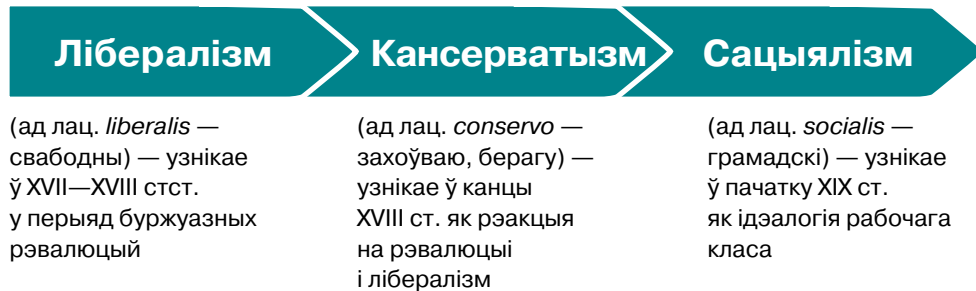 Лібералізм
Кансерватызм
Сацыялізм
(ад лац. liberalis —
свабодны) — узнікае
ў XVII—XVIII стст.
у перыяд буржуазных
рэвалюцый
(ад лац. conservo —
захоўваю, берагу) —
узнікае ў канцы
XVIII ст. як рэакцыя
на рэвалюцыі
і лібералізм
(ад лац. socialis —
грамадскі) — узнікае
ў пачатку XIX ст.
як ідэалогія рабочага
класа